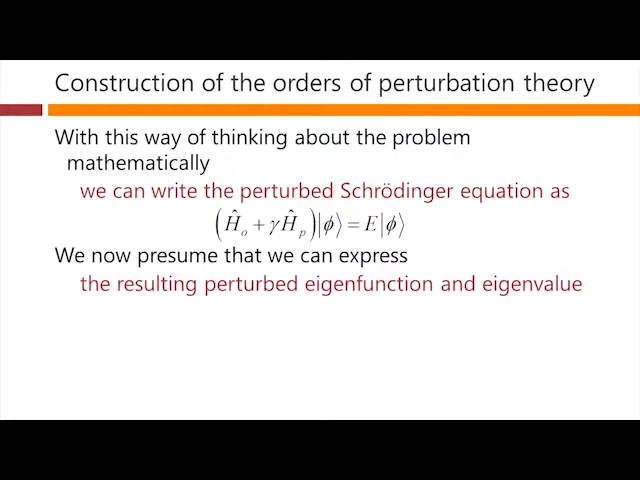 Construction of the orders of perturbation theory
With this way of thinking about the problem
mathematically
we can write the perturbed Schrödinger equation as
(Ĥₒ + γĤₚ)|ϕ⟩ = E|ϕ⟩
We now presume that we can express
the resulting perturbed eigenfunction and eigenvalue